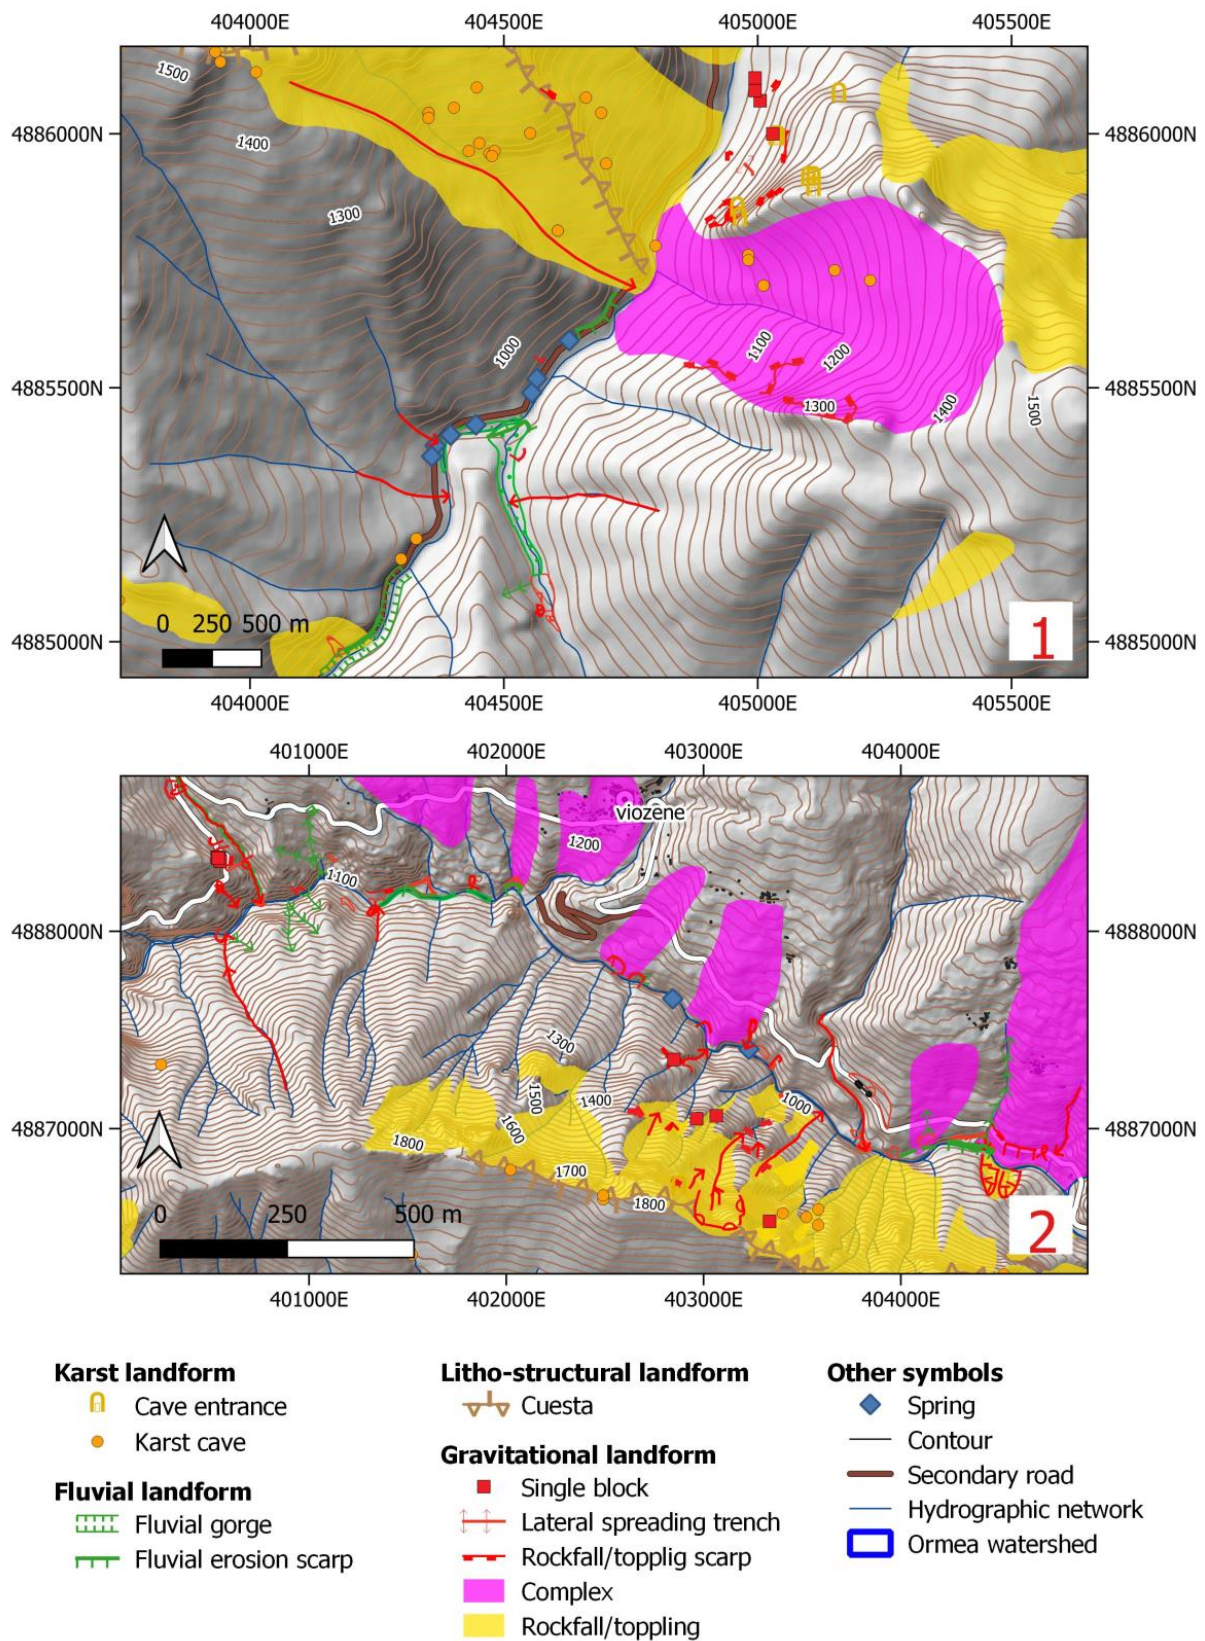 404000E 404500E 405000E 405500E
1500
4886000N 4886000N
1400
1300
1000
1100
1200
4885500N 4885500N
1300
1400
1500
0 250 500 m
1
4885000N 4885000N
404000E 404500E 405000E 405500E
401000E 402000E 403000E 404000E
viozene
1200
1100
4888000N 4888000N
1300
1500
1400
1000
4887000N 4887000N
1600
1800
1700
1800
0 250 500 m
2
401000E 402000E 403000E 404000E
Karst landform
Cave entrance
Karst cave
Fluvial landform
Fluvial gorge
Fluvial erosion scarp
Litho-structural landform
Cuesta
Gravitational landform
Single block
Lateral spreading trench
Rockfall/topplig scarp
Complex
Rockfall/toppling
Other symbols
Spring
Contour
Secondary road
Hydrographic network
Ormea watershed